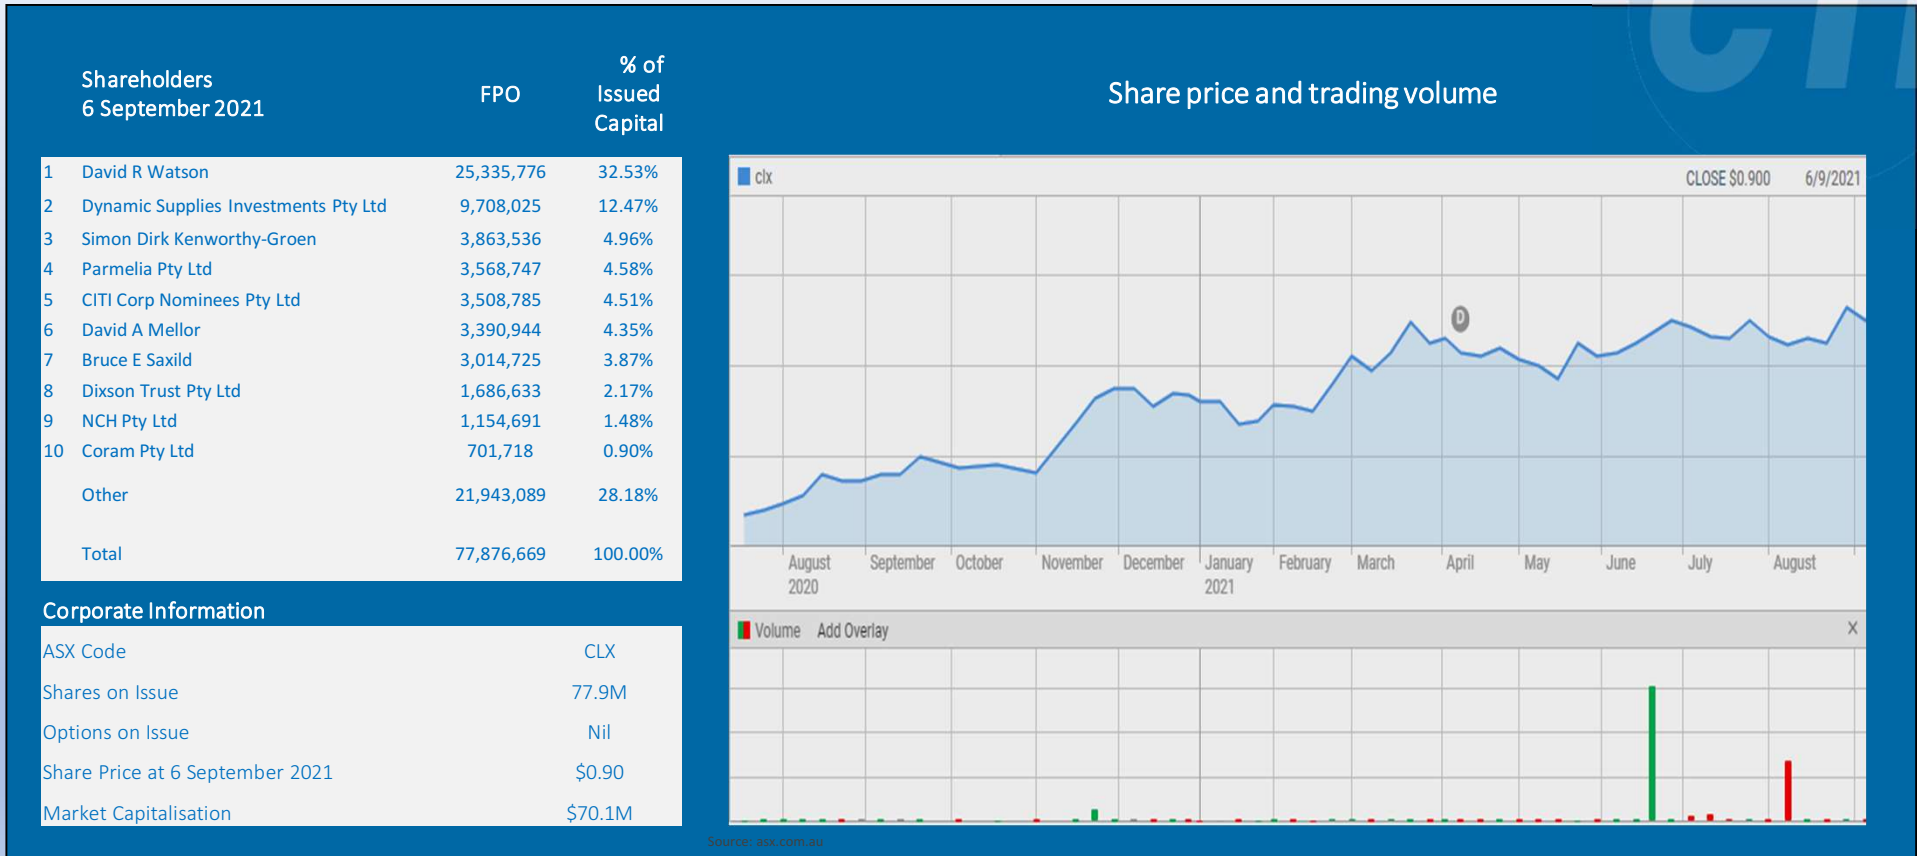 Shareholders
6 September 2021
FPO
% of
Issued
Capital
1 David R Watson 25,335,776 32.53%
2 Dynamic Supplies Investments Pty Ltd 9,708,025 12.47%
3 Simon Dirk Kenworthy-Groen 3,863,536 4.96%
4 Parmelia Pty Ltd 3,568,747 4.58%
5 CITI Corp Nominees Pty Ltd 3,508,785 4.51%
6 David A Mellor 3,390,944 4.35%
7 Bruce E Saxild 3,014,725 3.87%
8 Dixson Trust Pty Ltd 1,686,633 2.17%
9 NCH Pty Ltd 1,154,691 1.48%
10 Coram Pty Ltd 701,718 0.90%
Other 21,943,089 28.18%
Total 77,876,669 100.00%
Corporate Information
ASX Code CLX
Shares on Issue 77.9M
Options on Issue Nil
Share Price at 6 September 2021 $0.90
Market Capitalisation $70.1M
Share price and trading volume
clx CLOSE $0.900 6/9/2021
D
August September October November December January February March April May June July August
2020 2021
Volume Add Overlay X
Source: asx.com.au